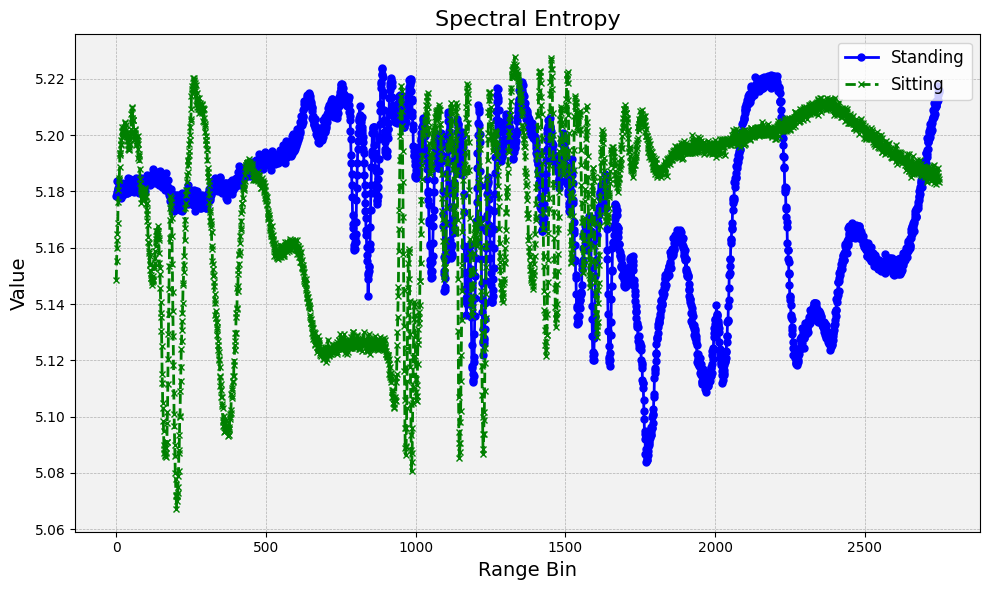 Spectral Entropy
Standing
Sitting
5.22
5.20
5.18
5.16
5.14
5.12
5.10
5.08
5.06
Value
0 500 1000 1500 2000 2500
Range Bin